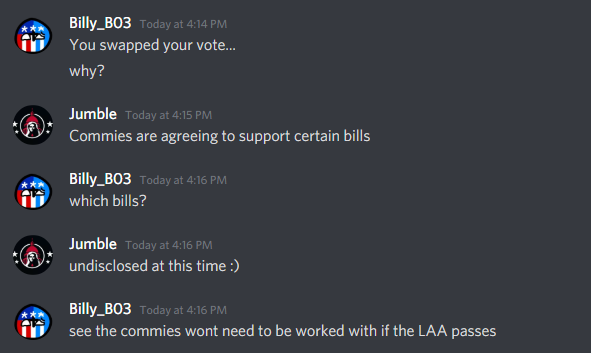 Billy_B03 Today at 4:14 PM
You swapped your vote...
why?
Jumble Today at 4:15 PM
Commies are agreeing to support certain bills
Billy_B03 Today at 4:16 PM
which bills?
Jumble Today at 4:16 PM
undisclosed at this time :)
Billy_B03 Today at 4:16 PM
see the commies wont need to be worked with if the LAA passes